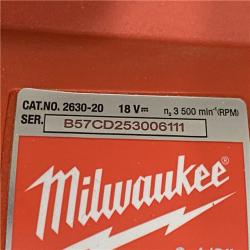 CAT.NO. 2630-20 18 V⎓ n₀ 3 500 min⁻¹(RPM)
SER. B57CD253006111
Milwaukee